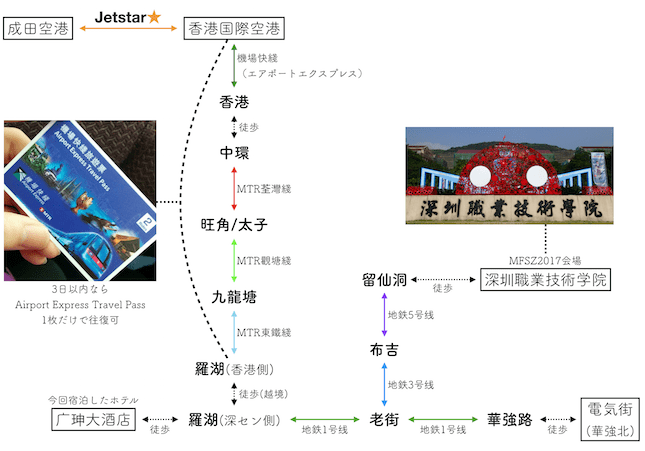 Jetstar
成田空港
香港国際空港
機場快綫
（エアポートエクスプレス）
香港
徒歩
中環
MTR荃灣綫
旺角/太子
MTR觀塘綫
九龍塘
MTR東鐵綫
羅湖(香港側)
徒歩(越境)
機場快綫旅遊票
Airport Express Travel Pass
機場快綫
Airport Express
MTR
2
3日以内なら
Airport Express Travel Pass
1枚だけで往復可
深圳職業技術學院
MFSZ2017会場
深圳職業技術学院
徒歩
留仙洞
地鉄5号线
布吉
地鉄3号线
今回宿泊したホテル
广珅大酒店
徒歩
羅湖(深セン側)
地鉄1号线
老街
地鉄1号线
華強路
徒歩
電気街
(華強北)